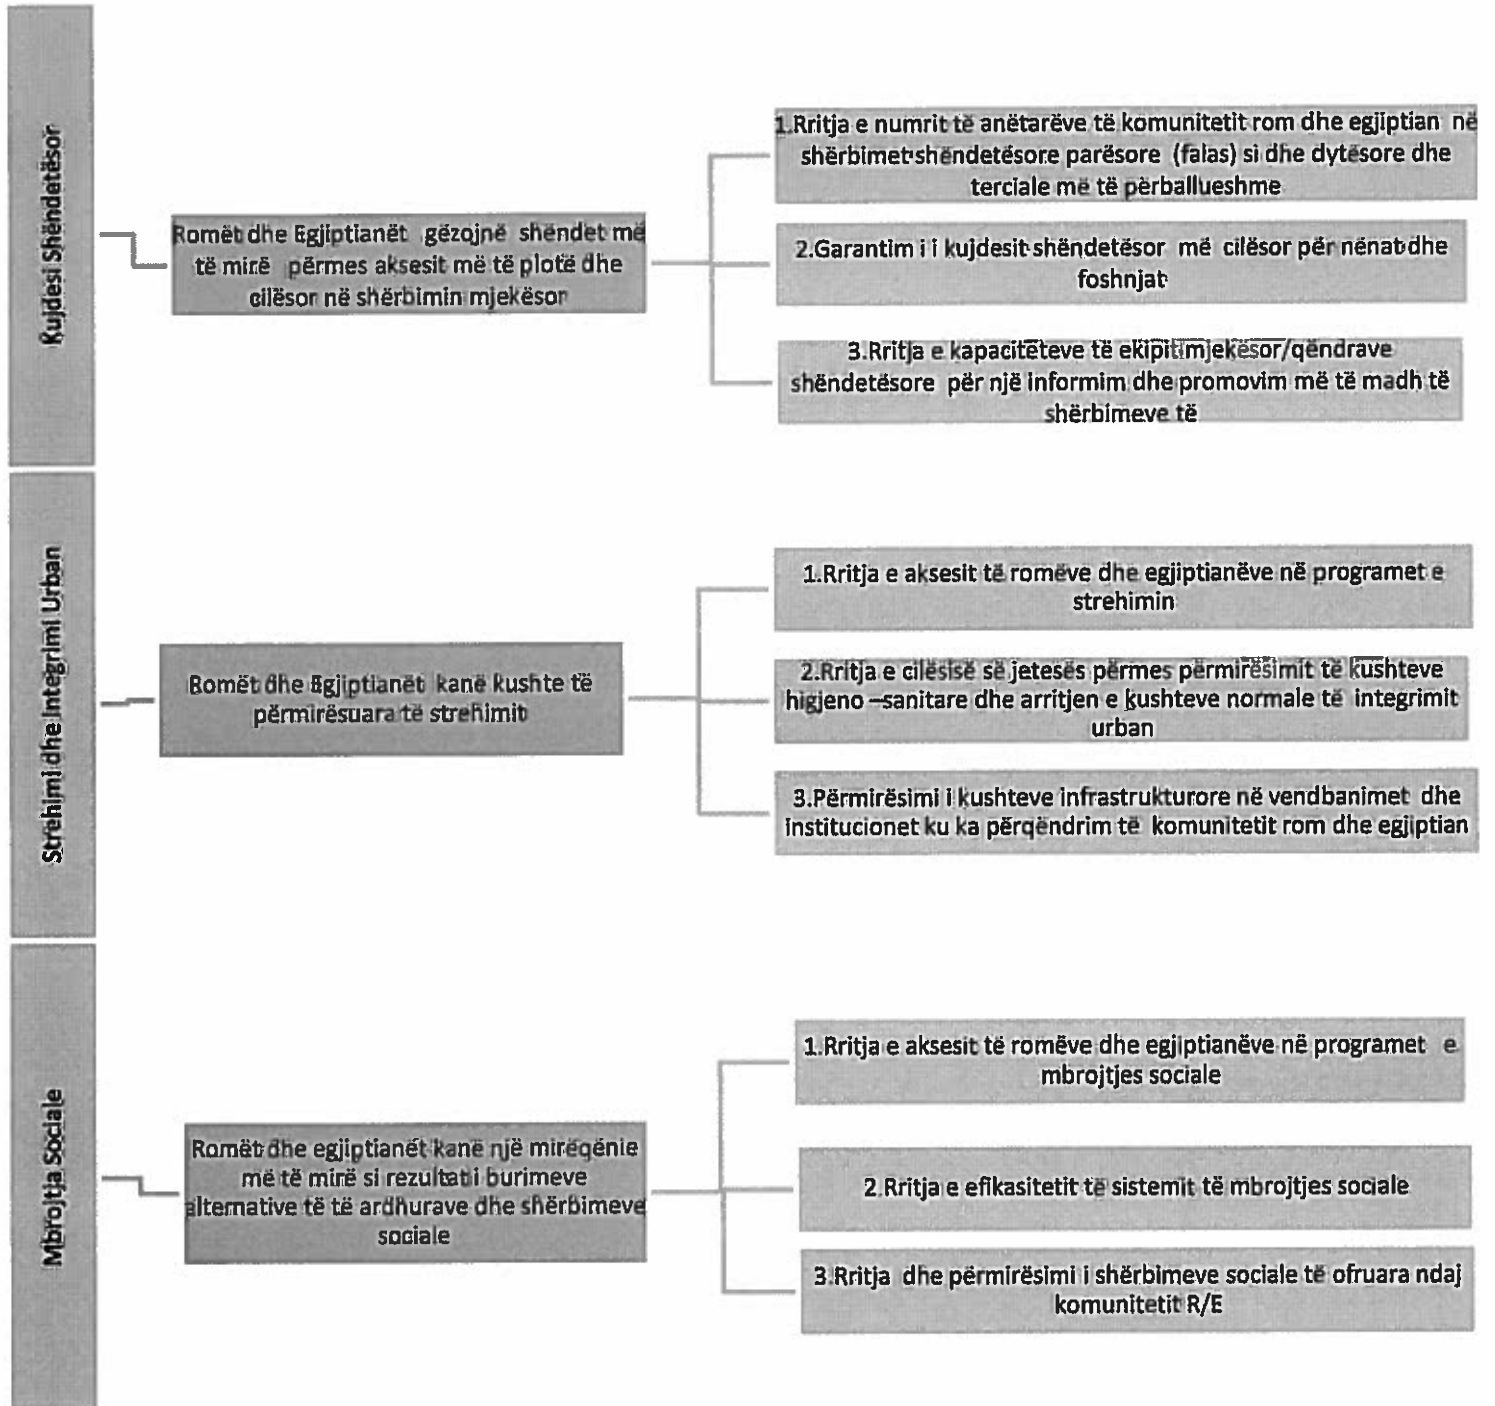 Kujdesi Shëndetësor
Romët dhe Egjiptianët gëzojnë shëndet më
të mirë përmes aksesit më të plotë dhe
cilësor në shërbimin mjekësor
1.Rritja e numrit të anëtarëve të komunitetit rom dhe egjiptian në
shërbimet shëndetësore parësore (falas) si dhe dytësore dhe
terciale më të përballueshme
2.Garantim i i kujdesit shëndetësor më cilësor për nënat dhe
foshnjat
3.Rritja e kapaciteteve të ekipit mjekësor/qëndrave
shëndetësore për një informim dhe promovim më të madh të
shërbimeve të
Strehimi dhe Integrimi Urban
Romët dhe Egjiptianët kanë kushte të
përmirësuara të strehimit
1.Rritja e aksesit të romëve dhe egjiptianëve në programet e
strehimin
2.Rritja e cilësisë së jetesës përmes përmirësimit të kushteve
higjeno –sanitare dhe arritjen e kushteve normale të integrimit
urban
3.Përmirësimi i kushteve infrastrukturore në vendbanimet dhe
institucionet ku ka përqëndrim të komunitetit rom dhe egjiptian
Mbrojtja Sociale
Romët dhe egjiptianët kanë një mirëqënie
më të mirë si rezultat i burimeve
alternative të të ardhurave dhe shërbimeve
sociale
1.Rritja e aksesit të romëve dhe egjiptianëve në programet e
mbrojtjes sociale
2.Rritja e efikasitetit të sistemit të mbrojtjes sociale
3.Rritja dhe përmirësimi i shërbimeve sociale të ofruara ndaj
komunitetit R/E